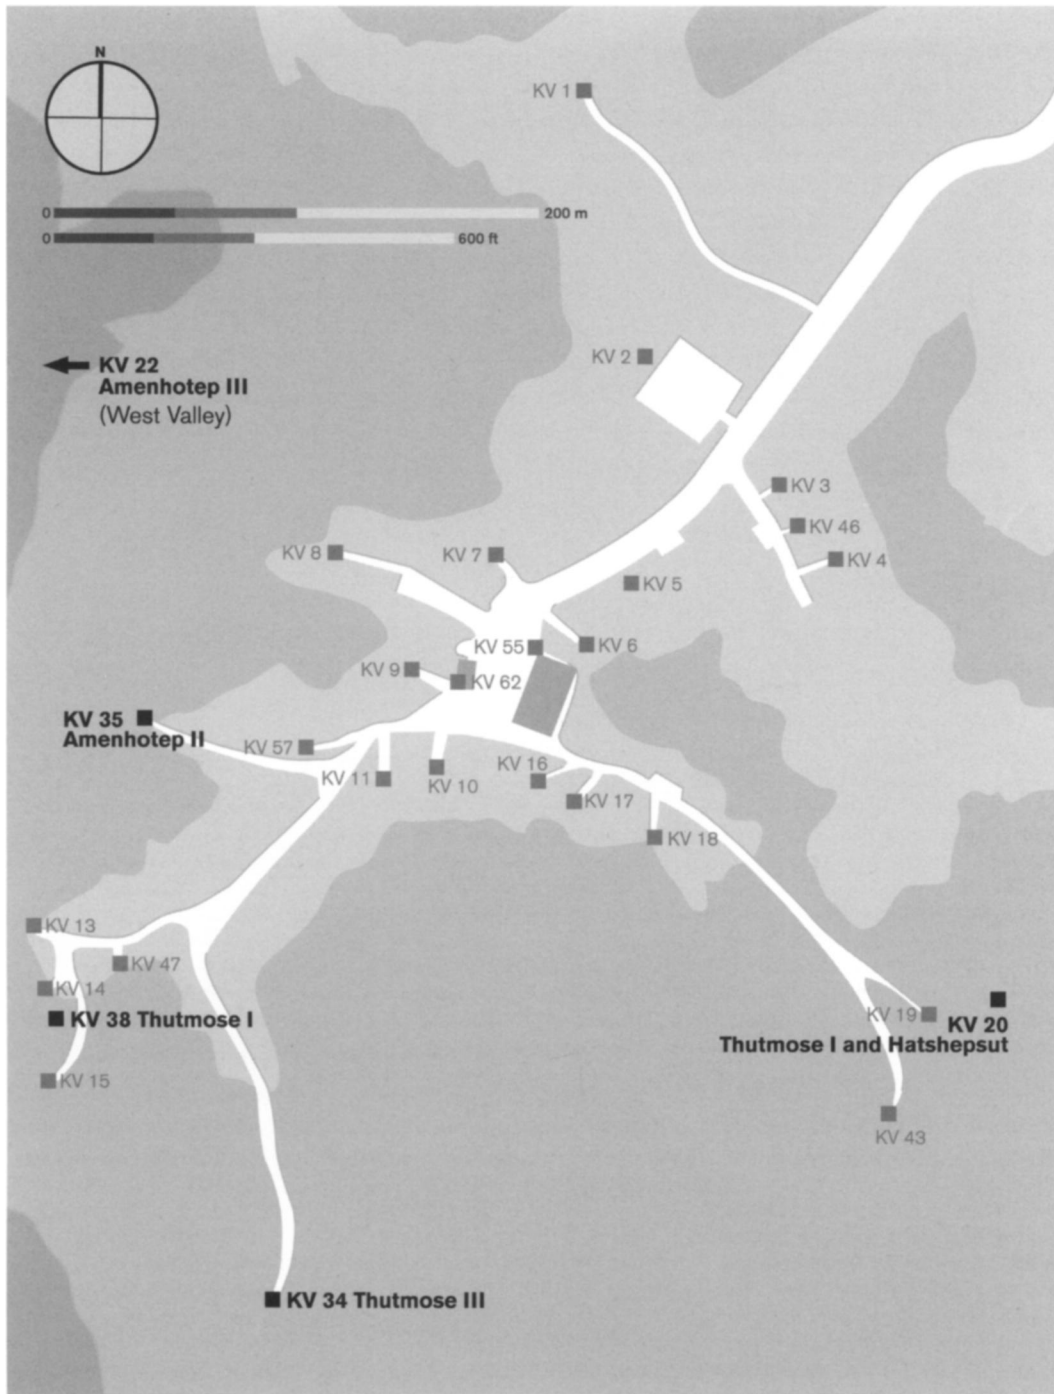 N
KV 1
0 200 m
0 600 ft
KV 2
KV 22
Amenhotep III
(West Valley)
KV 3
KV 46
KV 8
KV 7
KV 4
KV 5
KV 55
KV 6
KV 9
KV 62
KV 35
Amenhotep II
KV 57
KV 11
KV 10
KV 16
KV 17
KV 18
KV 13
KV 47
KV 14
KV 38 Thutmose I
KV 19
KV 20
Thutmose I and Hatshepsut
KV 15
KV 43
KV 34 Thutmose III